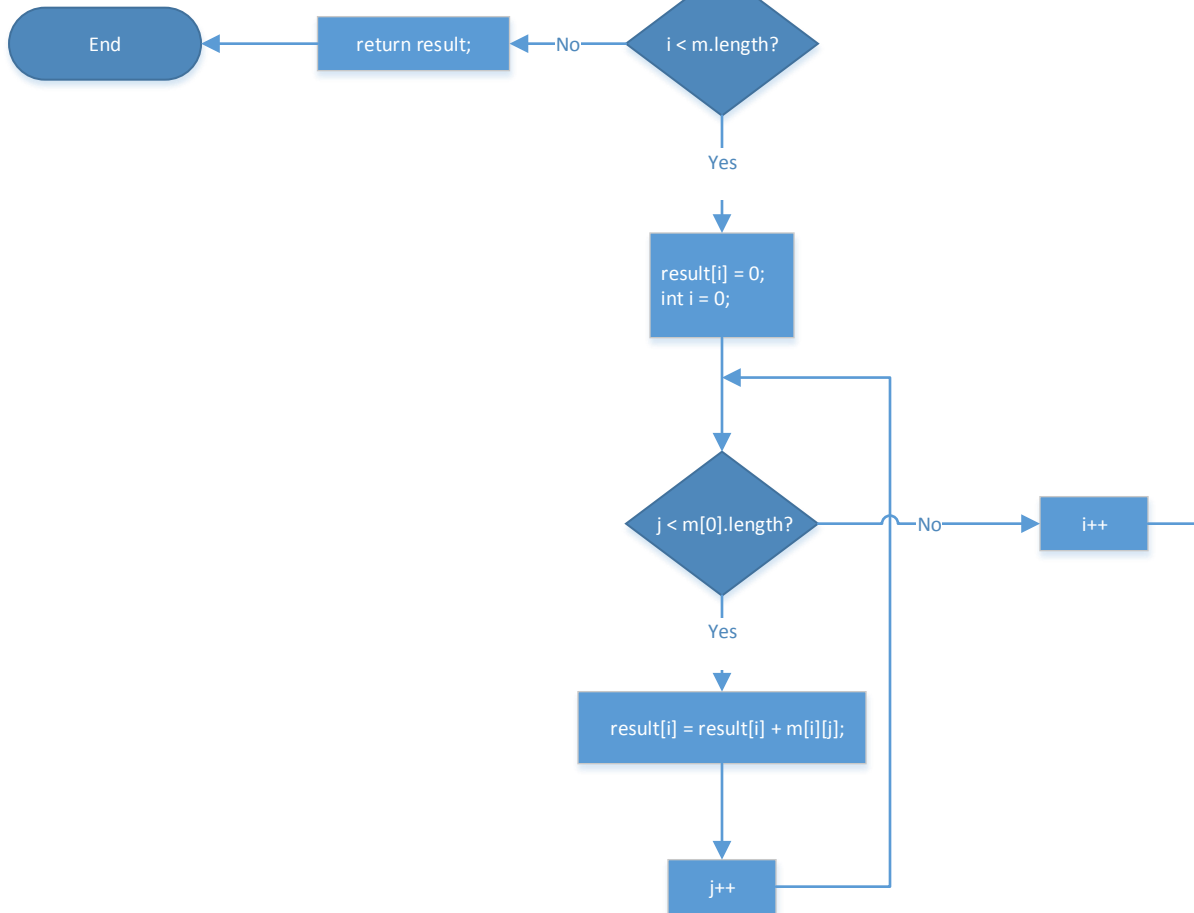 End
return result;
No
i < m.length?
Yes
result[i] = 0;
int i = 0;
j < m[0].length?
No
i++
Yes
result[i] = result[i] + m[i][j];
j++